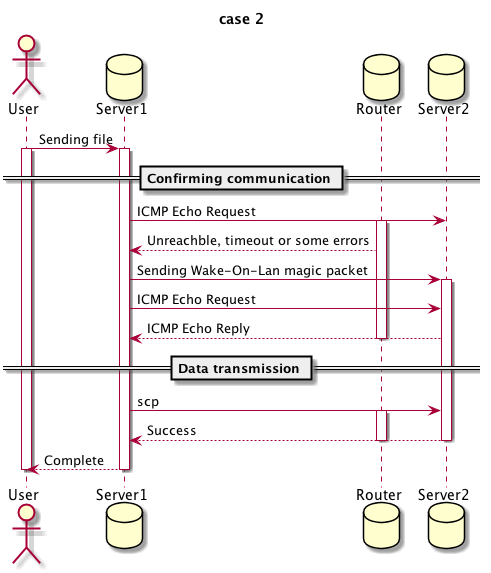 case 2
User
Server1
Router
Server2
Sending file
Confirming communication
ICMP Echo Request
Unreachble, timeout or some errors
Sending Wake-On-Lan magic packet
ICMP Echo Request
ICMP Echo Reply
Data transmission
scp
Success
Complete
User
Server1
Router
Server2